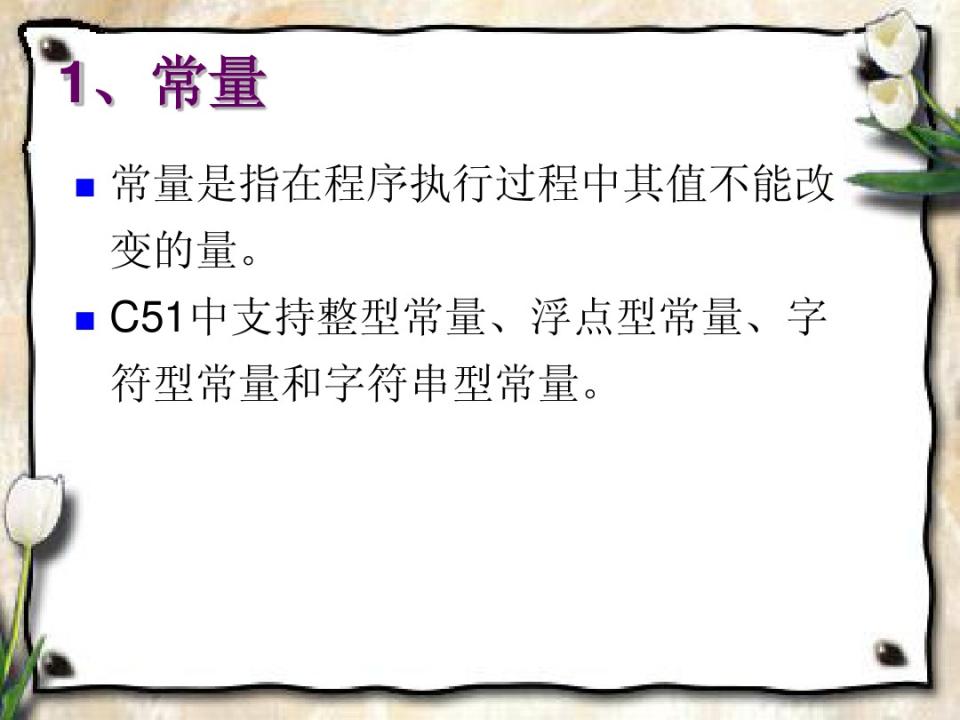 1、常量
■ 常量是指在程序执行过程中其值不能改
变的量。
■ C51中支持整型常量、浮点型常量、字
符型常量和字符串型常量。